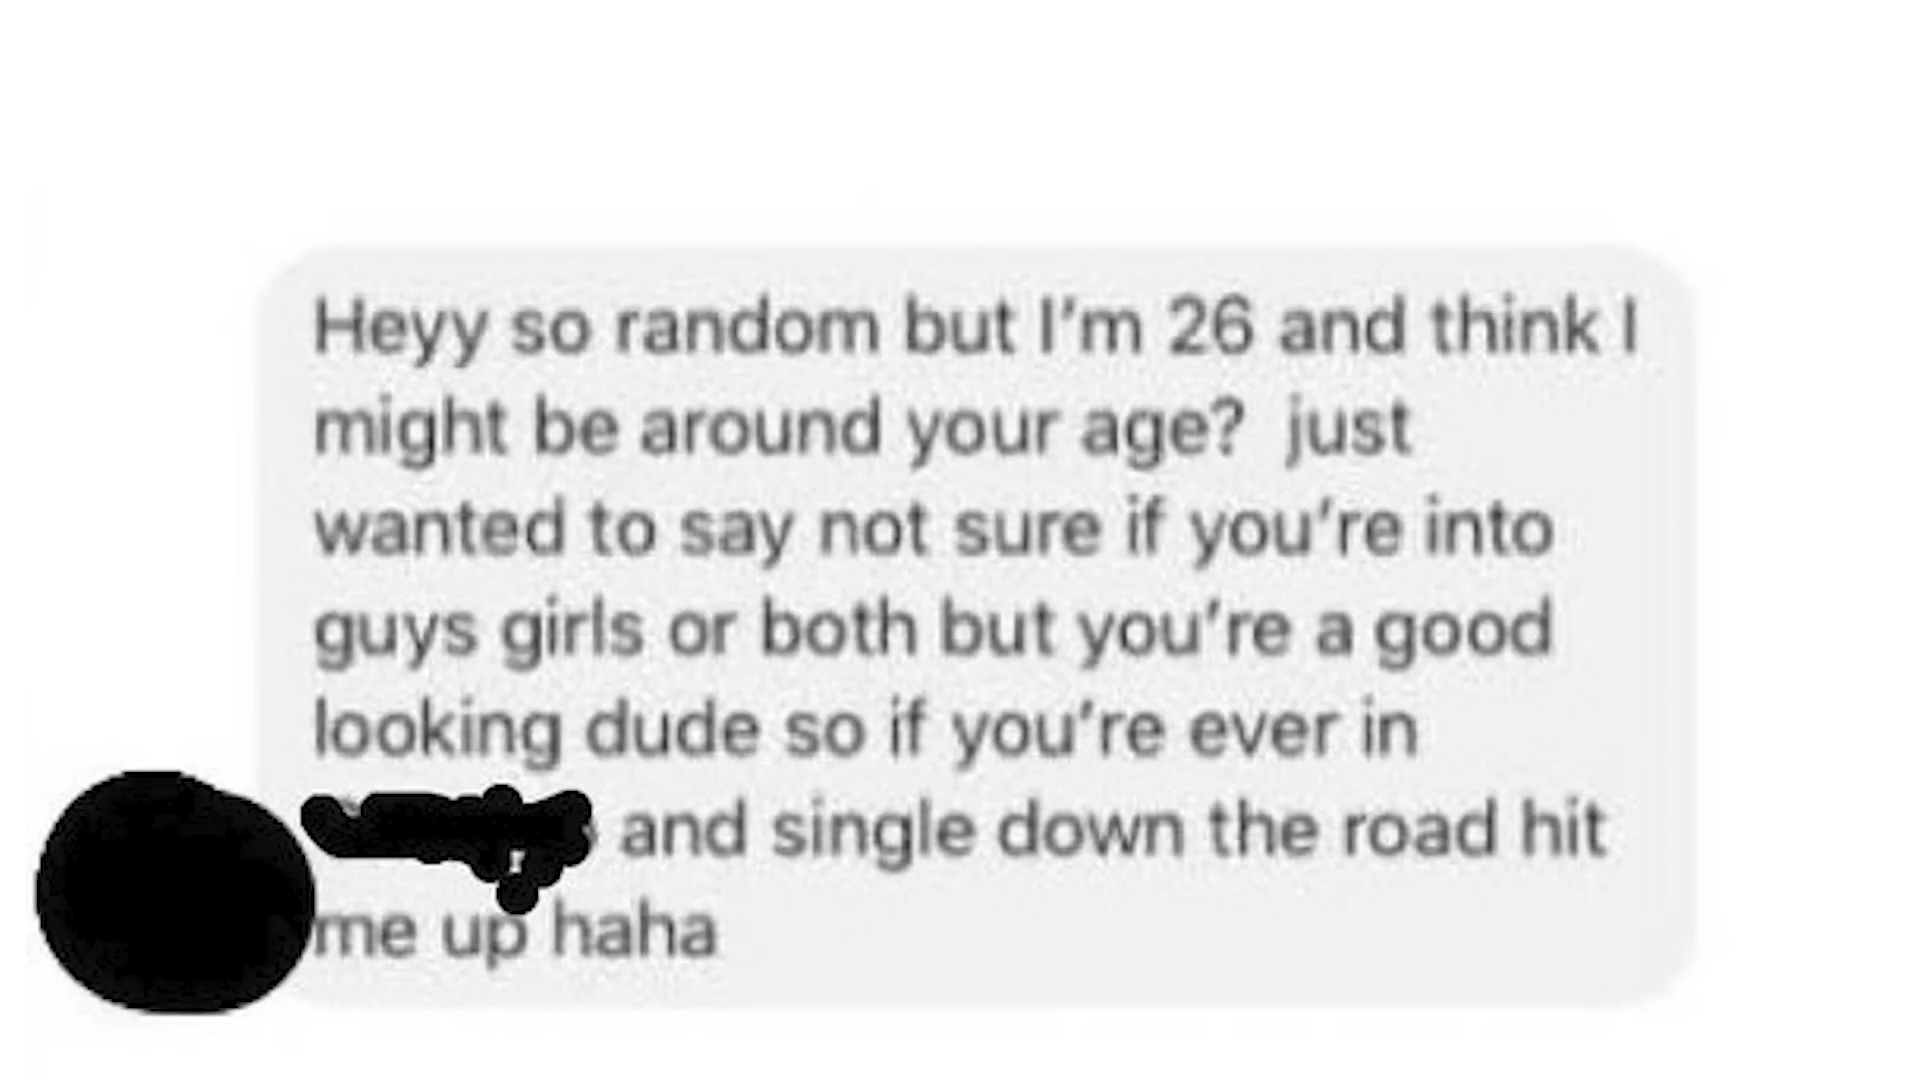 Heyy so random but I'm 26 and think I
might be around your age?  just
wanted to say not sure if you're into
guys girls or both but you're a good
looking dude so if you're ever in
and single down the road hit
me up haha